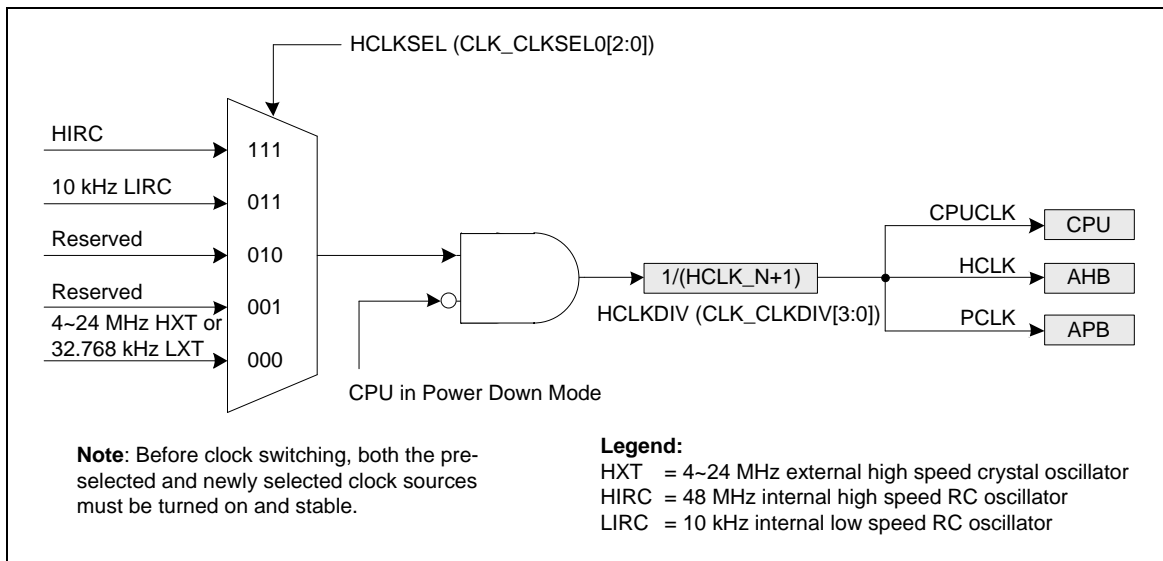 HCLKSEL (CLK_CLKSEL0[2:0])
HIRC
111
10 kHz LIRC
011
Reserved
010
Reserved
001
4~24 MHz HXT or
32.768 kHz LXT
000
CPU in Power Down Mode
1/(HCLK_N+1)
HCLKDIV (CLK_CLKDIV[3:0])
CPUCLK
CPU
HCLK
AHB
PCLK
APB
Note: Before clock switching, both the pre-
selected and newly selected clock sources
must be turned on and stable.
Legend:
HXT = 4~24 MHz external high speed crystal oscillator
HIRC = 48 MHz internal high speed RC oscillator
LIRC = 10 kHz internal low speed RC oscillator